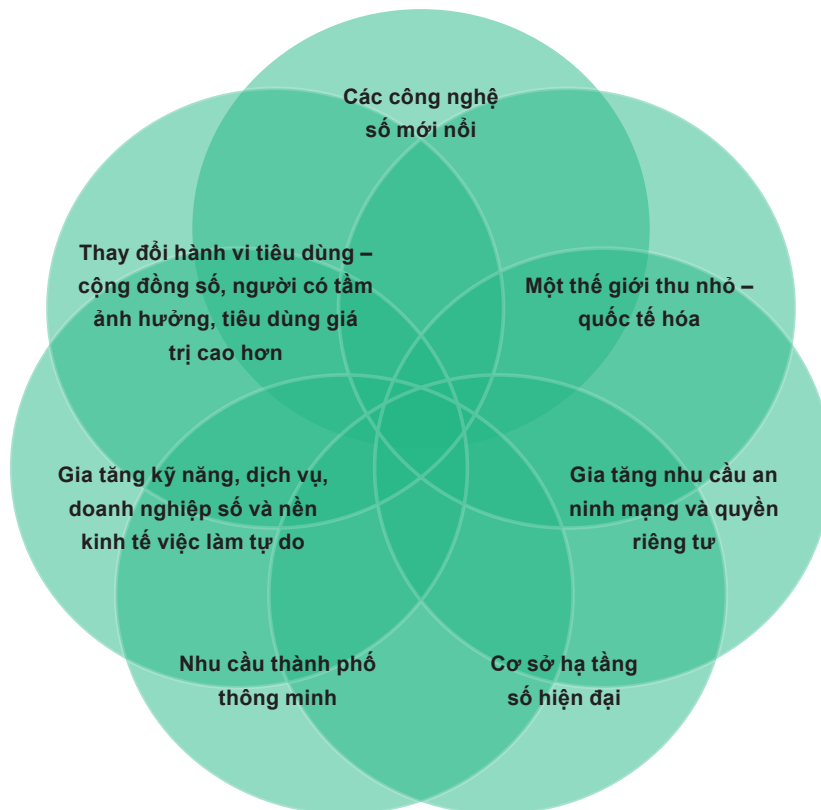 Các công nghệ
số mới nổi
Thay đổi hành vi tiêu dùng –
cộng đồng số, người có tầm
ảnh hưởng, tiêu dùng giá
trị cao hơn
Một thế giới thu nhỏ –
quốc tế hóa
Gia tăng kỹ năng, dịch vụ,
doanh nghiệp số và nền
kinh tế việc làm tự do
Gia tăng nhu cầu an
ninh mạng và quyền
riêng tư
Nhu cầu thành phố
thông minh
Cơ sở hạ tầng
số hiện đại